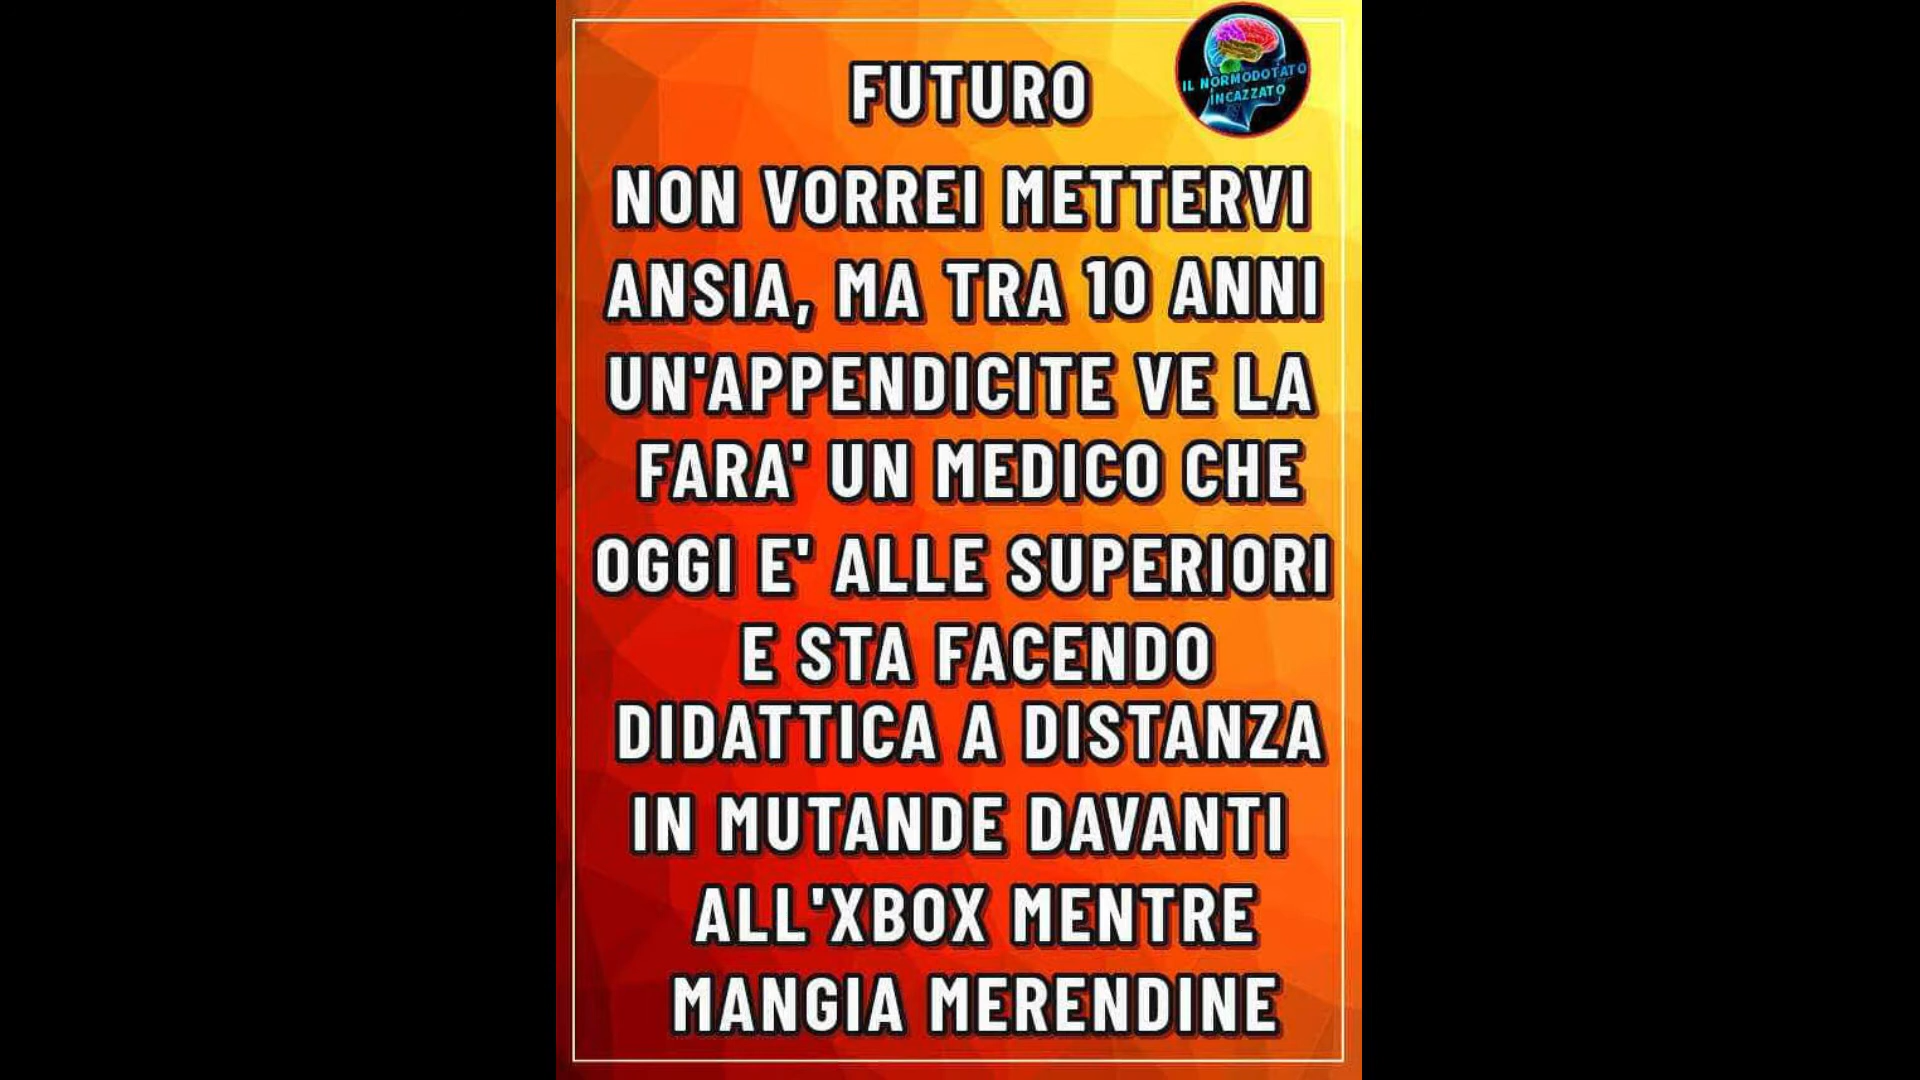 FUTURO
IL NORMODOTATO
INCAZZATO
NON VORREI METTERVI
ANSIA, MA TRA 10 ANNI
UN'APPENDICITE VE LA
FARA' UN MEDICO CHE
OGGI E' ALLE SUPERIORI
E STA FACENDO
DIDATTICA A DISTANZA
IN MUTANDE DAVANTI
ALL'XBOX MENTRE
MANGIA MERENDINE